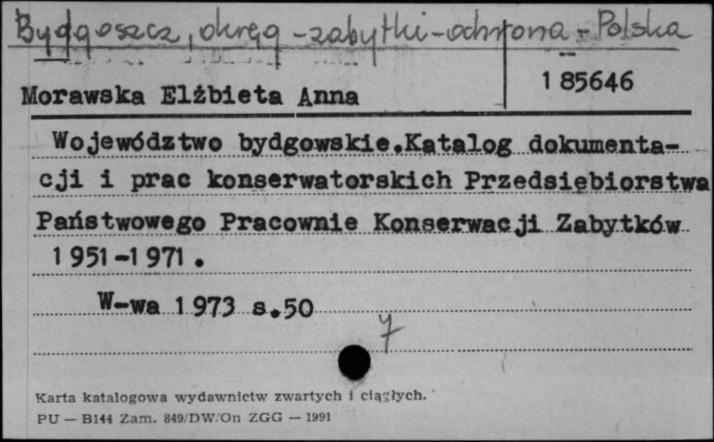 Bydgoszcz, okręg - zabytki - ochrona - Polska
1 85646
Morawska Elżbieta Anna
Województwo bydgowskie.Katalog dokumenta-
cji i prac konserwatorskich Przedsiębiorstwa
Państwowego Pracownie Konserwacji Zabytków
1951-1971.
W-wa 1973 s.50
7
Karta katalogowa wydawnictw zwartych i ciągłych.
PU — B144 Zam. 849/DW/On ZGG — 1991